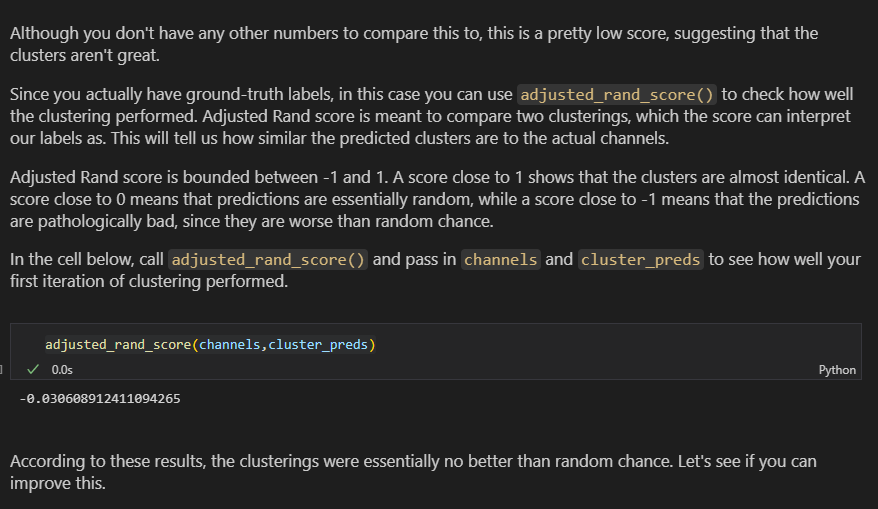 Although you don't have any other numbers to compare this to, this is a pretty low score, suggesting that the
clusters aren't great.
Since you actually have ground-truth labels, in this case you can use adjusted_rand_score() to check how well
the clustering performed. Adjusted Rand score is meant to compare two clusterings, which the score can interpret
our labels as. This will tell us how similar the predicted clusters are to the actual channels.
Adjusted Rand score is bounded between -1 and 1. A score close to 1 shows that the clusters are almost identical. A
score close to 0 means that predictions are essentially random, while a score close to -1 means that the predictions
are pathologically bad, since they are worse than random chance.
In the cell below, call adjusted_rand_score() and pass in channels and cluster_preds to see how well your
first iteration of clustering performed.
adjusted_rand_score(channels,cluster_preds)
] ✓ 0.0s Python
-0.030608912411094265
According to these results, the clusterings were essentially no better than random chance. Let's see if you can
improve this.